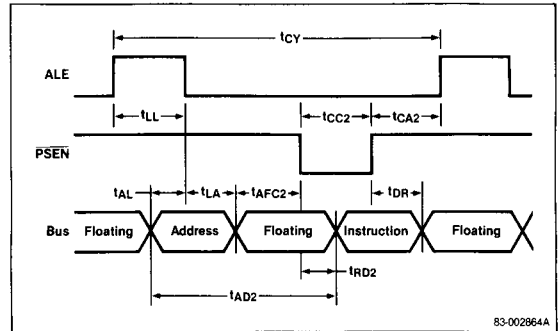 tCY
ALE
tLL
tCC2
tCA2
PSEN
tAL
tLA
tAFC2
tDR
Bus Floating Address Floating Instruction Floating
tRD2
tAD2
83-002864A